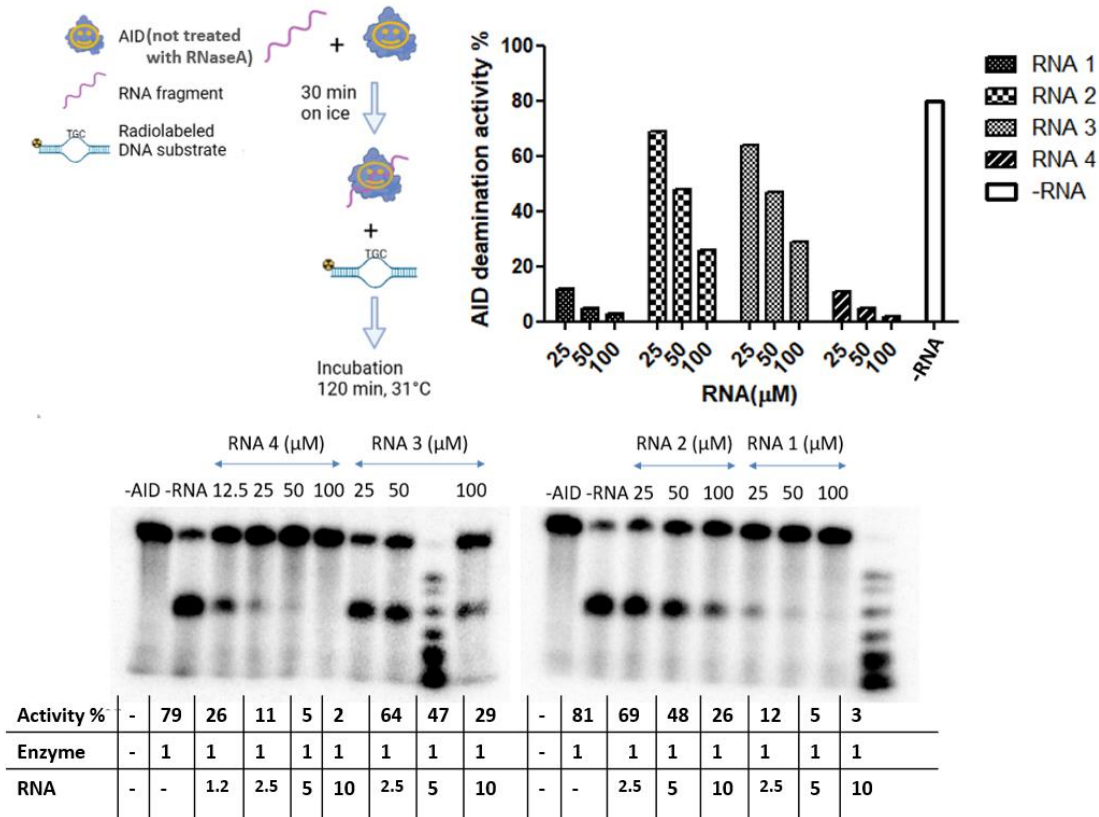 AID (not treated
with RNaseA)
RNA fragment
TGC
Radiolabeled
DNA substrate
+
30 min
on ice
+
TGC
Incubation
120 min, 31°C
AID deamination activity %
100
80
60
40
20
0
25 50 100 25 50 100 25 50 100 25 50 100 -RNA
RNA(µM)
RNA 1
RNA 2
RNA 3
RNA 4
-RNA
RNA 4 (µM) RNA 3 (µM)
-AID -RNA 12.5 25 50 100 25 50 100
RNA 2 (µM) RNA 1 (µM)
-AID -RNA 25 50 100 25 50 100
Activity % - 79 26 11 5 2 64 47 29 - 81 69 48 26 12 5 3
Enzyme - 1 1 1 1 1 1 1 1 - 1 1 1 1 1 1 1
RNA - - 1.2 2.5 5 10 2.5 5 10 - - 2.5 5 10 2.5 5 10